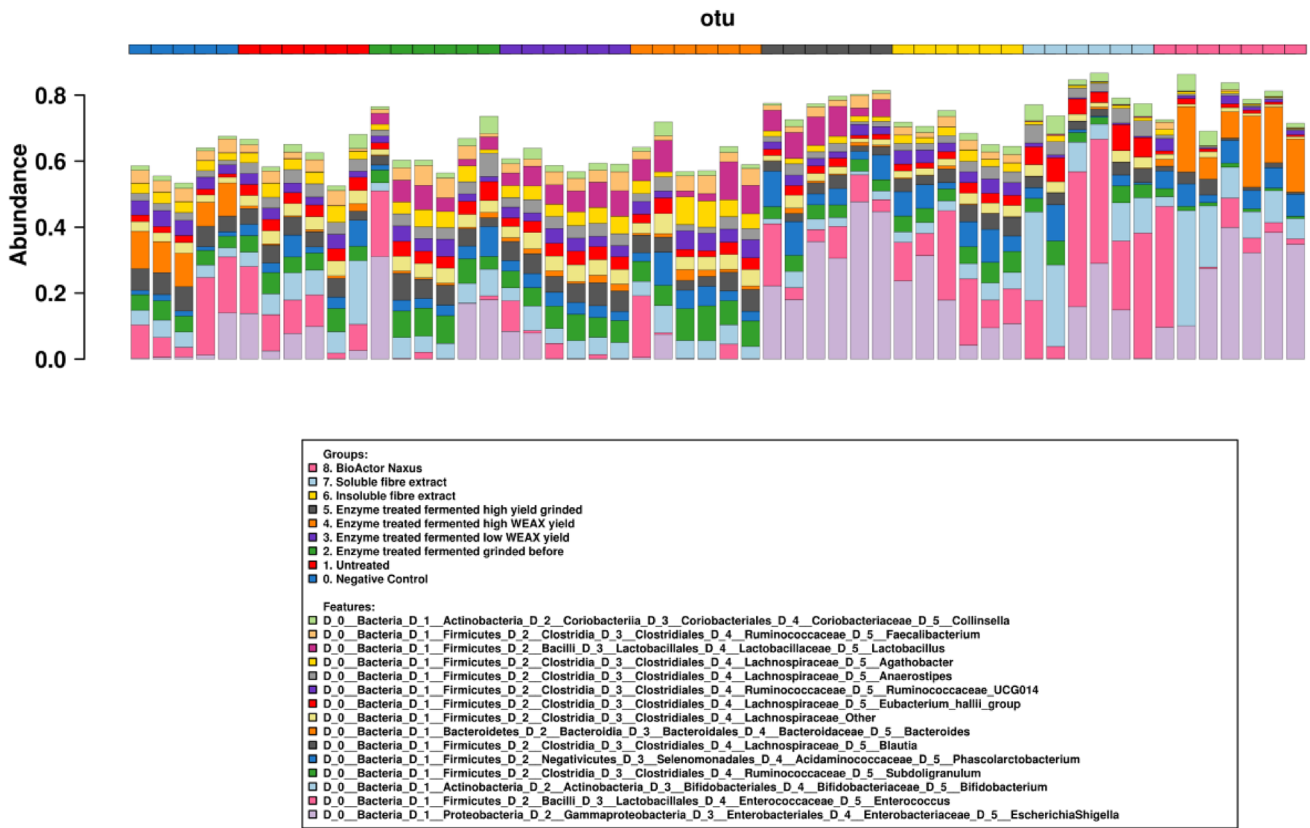 otu
Abundance
0.8
0.6
0.4
0.2
0.0
Groups:
8. BioActor Naxus
7. Soluble fibre extract
6. Insoluble fibre extract
5. Enzyme treated fermented high yield grinded
4. Enzyme treated fermented high WEAX yield
3. Enzyme treated fermented low WEAX yield
2. Enzyme treated fermented grinded before
1. Untreated
0. Negative Control
Features:
D_0__Bacteria_D_1__Actinobacteria_D_2__Coriobacteriia_D_3__Coriobacteriales_D_4__Coriobacteriaceae_D_5__Collinsella
D_0__Bacteria_D_1__Firmicutes_D_2__Clostridia_D_3__Clostridiales_D_4__Ruminococcaceae_D_5__Faecalibacterium
D_0__Bacteria_D_1__Firmicutes_D_2__Bacilli_D_3__Lactobacillales_D_4__Lactobacillaceae_D_5__Lactobacillus
D_0__Bacteria_D_1__Firmicutes_D_2__Clostridia_D_3__Clostridiales_D_4__Lachnospiraceae_D_5__Agathobacter
D_0__Bacteria_D_1__Firmicutes_D_2__Clostridia_D_3__Clostridiales_D_4__Lachnospiraceae_D_5__Anaerostipes
D_0__Bacteria_D_1__Firmicutes_D_2__Clostridia_D_3__Clostridiales_D_4__Ruminococcaceae_D_5__Ruminococcaceae_UCG014
D_0__Bacteria_D_1__Firmicutes_D_2__Clostridia_D_3__Clostridiales_D_4__Lachnospiraceae_D_5__Eubacterium_hallii_group
D_0__Bacteria_D_1__Firmicutes_D_2__Clostridia_D_3__Clostridiales_D_4__Lachnospiraceae_Other
D_0__Bacteria_D_1__Bacteroidetes_D_2__Bacteroidia_D_3__Bacteroidales_D_4__Bacteroidaceae_D_5__Bacteroides
D_0__Bacteria_D_1__Firmicutes_D_2__Clostridia_D_3__Clostridiales_D_4__Lachnospiraceae_D_5__Blautia
D_0__Bacteria_D_1__Firmicutes_D_2__Negativicutes_D_3__Selenomonadales_D_4__Acidaminococcaceae_D_5__Phascolarctobacterium
D_0__Bacteria_D_1__Firmicutes_D_2__Clostridia_D_3__Clostridiales_D_4__Ruminococcaceae_D_5__Subdoligranulum
D_0__Bacteria_D_1__Actinobacteria_D_2__Actinobacteria_D_3__Bifidobacteriales_D_4__Bifidobacteriaceae_D_5__Bifidobacterium
D_0__Bacteria_D_1__Firmicutes_D_2__Bacilli_D_3__Lactobacillales_D_4__Enterococcaceae_D_5__Enterococcus
D_0__Bacteria_D_1__Proteobacteria_D_2__Gammaproteobacteria_D_3__Enterobacteriales_D_4__Enterobacteriaceae_D_5__EscherichiaShigella